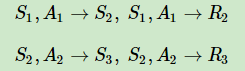 S₁, A₁ → S₂, S₁, A₁ → R₂
S₂, A₂ → S₃, S₂, A₂ → R₃